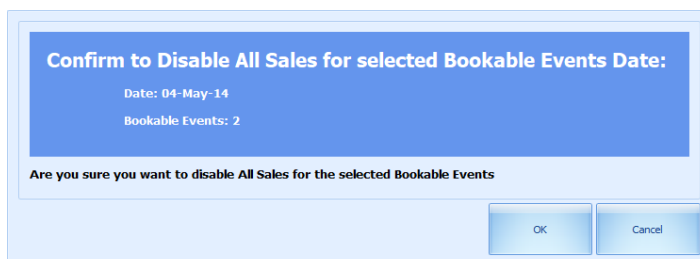 Confirm to Disable All Sales for selected Bookable Events Date:
Date: 04-May-14
Bookable Events: 2
Are you sure you want to disable All Sales for the selected Bookable Events
OK
Cancel